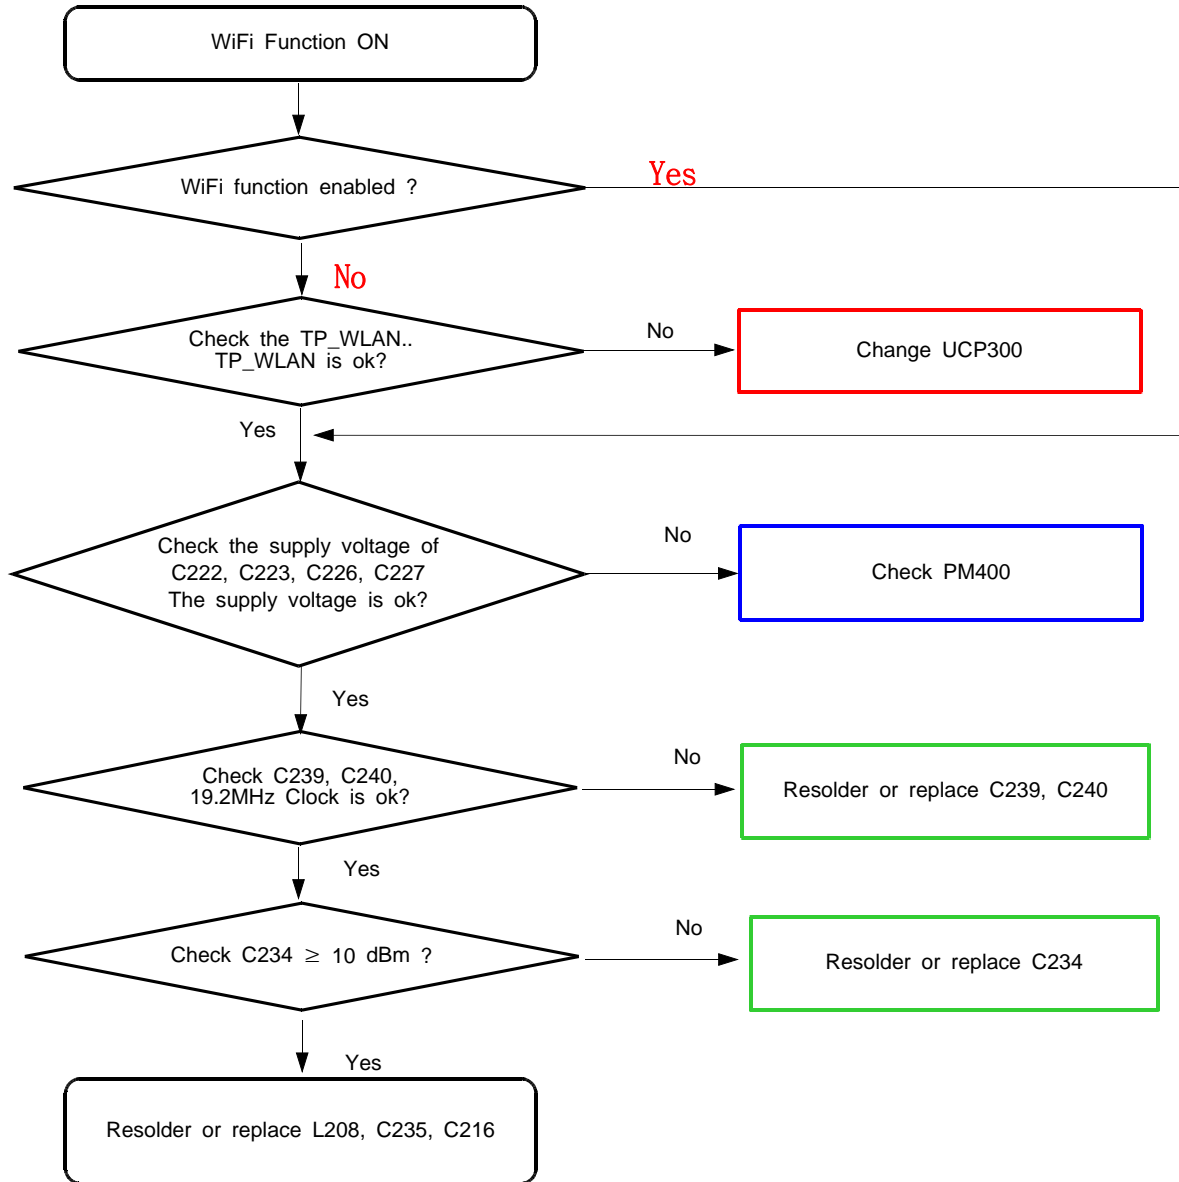 WiFi Function ON
WiFi function enabled ?
Yes
No
Check the TP_WLAN..
TP_WLAN is ok?
No
Change UCP300
Yes
Check the supply voltage of
C222, C223, C226, C227
The supply voltage is ok?
No
Check PM400
Yes
Check C239, C240,
19.2MHz Clock is ok?
No
Resolder or replace C239, C240
Yes
Check C234 ≥ 10 dBm ?
No
Resolder or replace C234
Yes
Resolder or replace L208, C235, C216